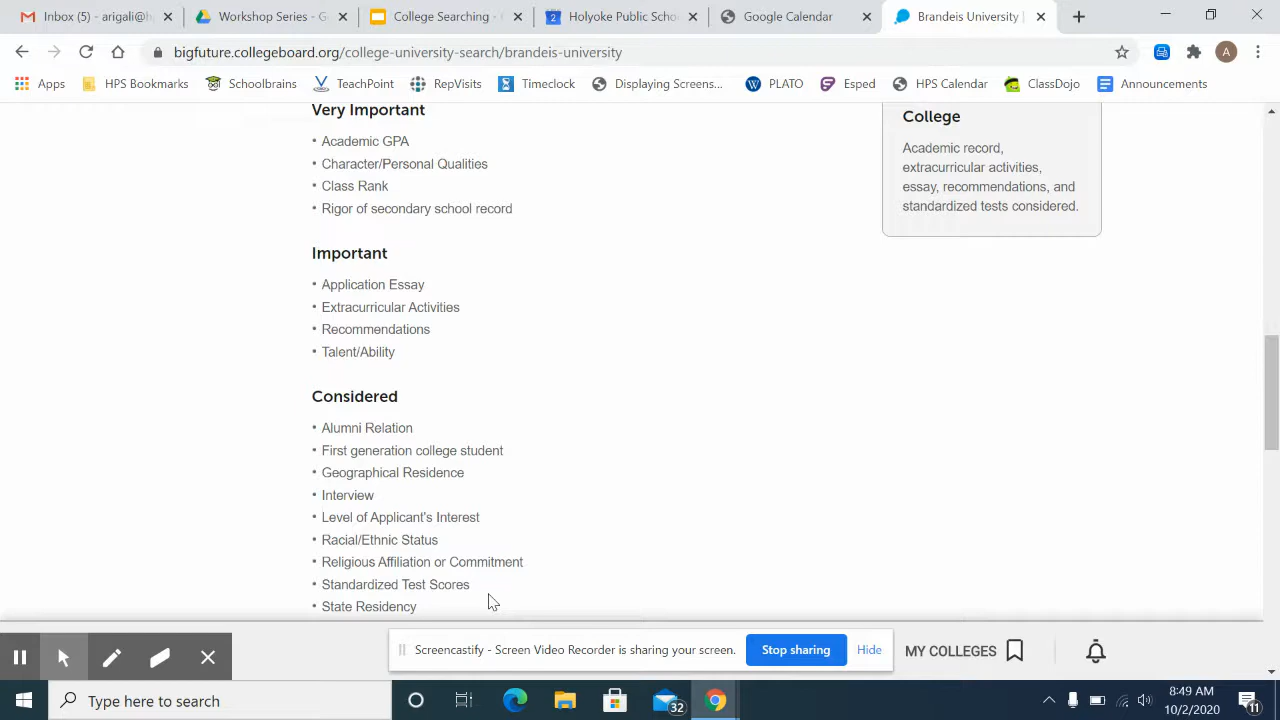 Inbox (5) - arigali@h
Workshop Series - G
College Searching -
Holyoke Public Scho
Google Calendar
Brandeis University |
bigfuture.collegeboard.org/college-university-search/brandeis-university
A
Apps
HPS Bookmarks
Schoolbrains
TeachPoint
RepVisits
Timeclock
Displaying Screens...
PLATO
Esped
HPS Calendar
ClassDojo
Announcements
Very Important
• Academic GPA
• Character/Personal Qualities
• Class Rank
• Rigor of secondary school record
Important
• Application Essay
• Extracurricular Activities
• Recommendations
• Talent/Ability
Considered
• Alumni Relation
• First generation college student
• Geographical Residence
• Interview
• Level of Applicant's Interest
• Racial/Ethnic Status
• Religious Affiliation or Commitment
• Standardized Test Scores
• State Residency
College
Academic record,
extracurricular activities,
essay, recommendations, and
standardized tests considered.
Screencastify - Screen Video Recorder is sharing your screen.
Stop sharing
Hide
MY COLLEGES
Type here to search
32
8:49 AM
10/2/2020
11